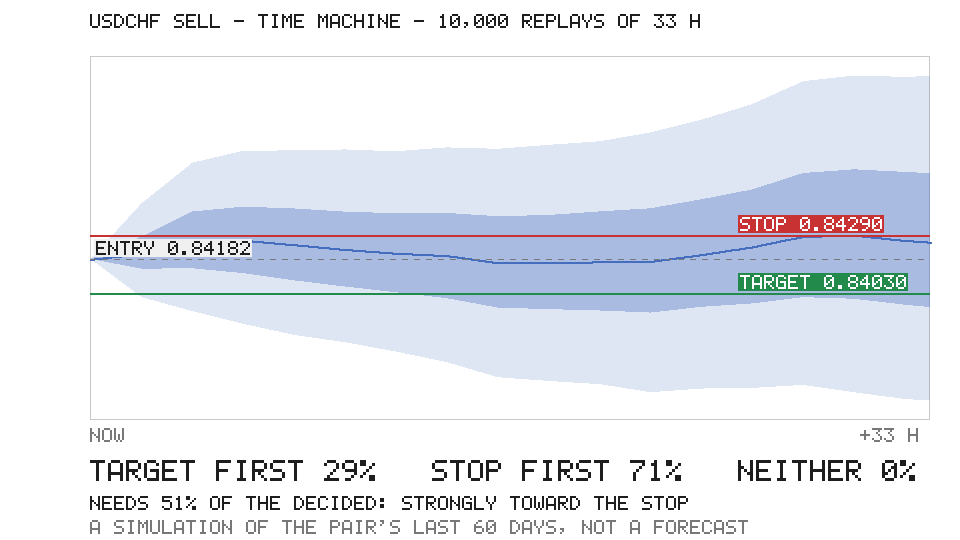 USDCHF SELL – TIME MACHINE – 10,000 REPLAYS OF 33 H
STOP 0.84290
ENTRY 0.84182
TARGET 0.84030
NOW +33 H
TARGET FIRST 29% STOP FIRST 71% NEITHER 0%
NEEDS 51% OF THE DECIDED: STRONGLY TOWARD THE STOP
A SIMULATION OF THE PAIR'S LAST 60 DAYS, NOT A FORECAST